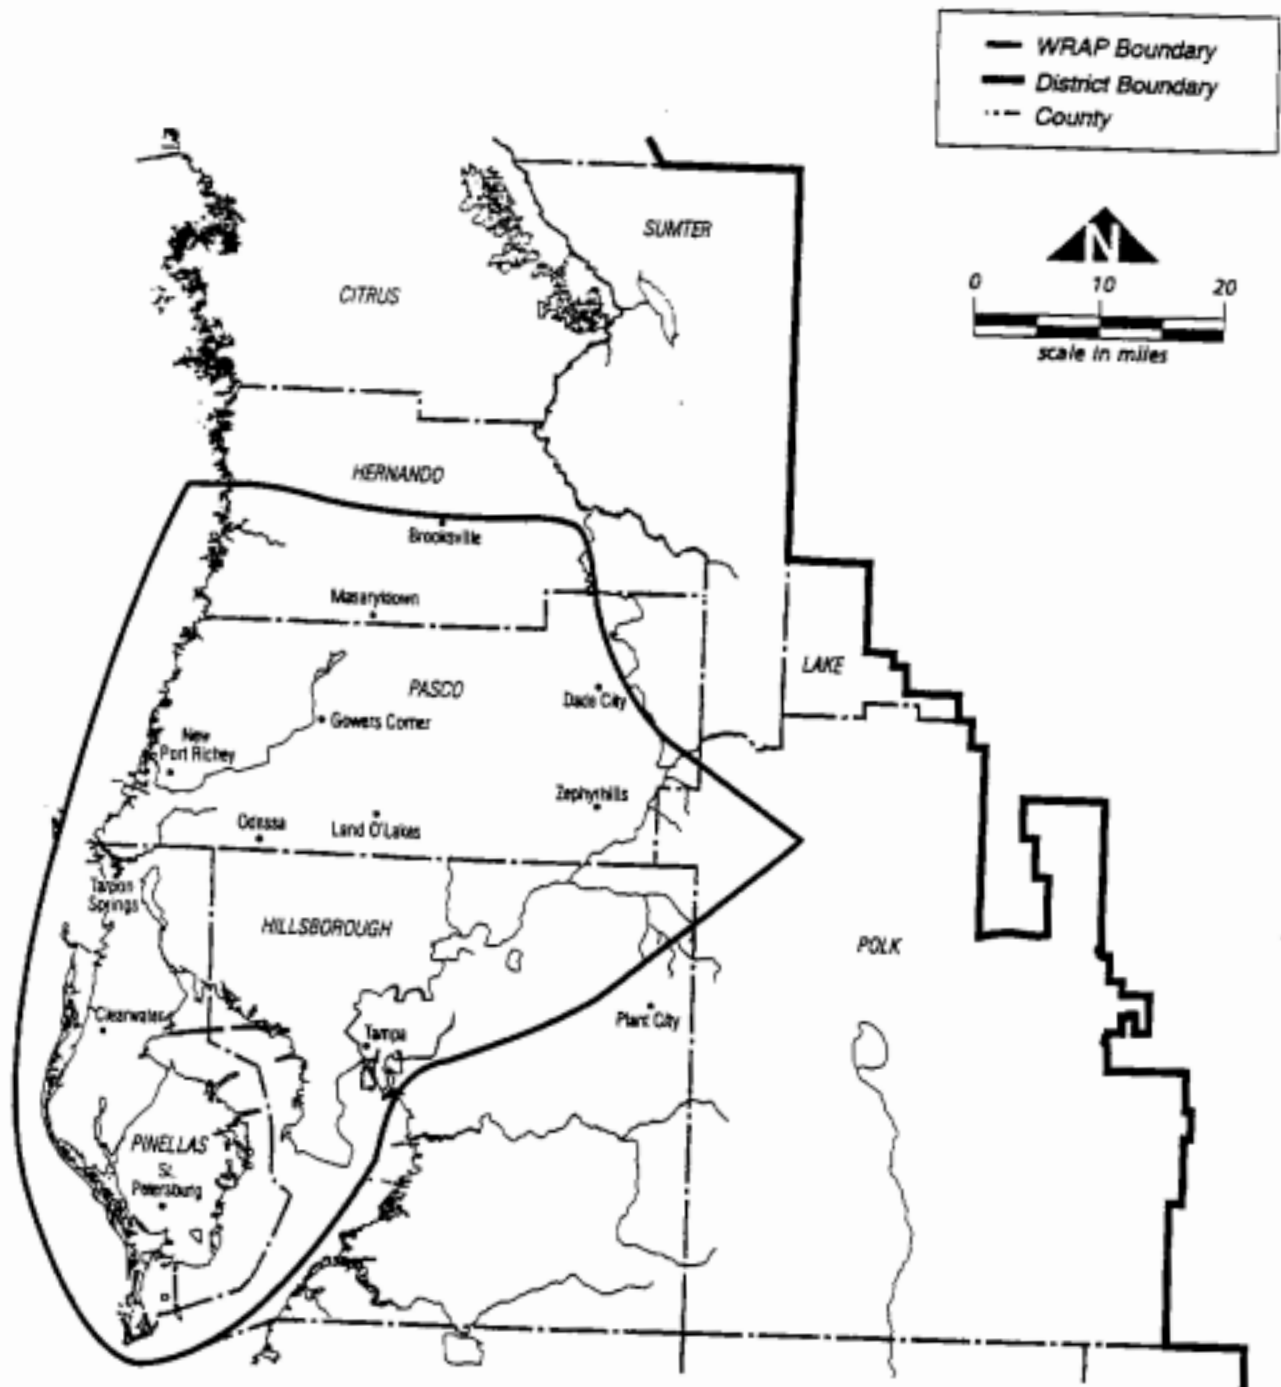 WRAP Boundary
District Boundary
County
N
0 10 20
scale in miles
SUMTER
CITRUS
HERNANDO
Brooksville
Masaryktown
LAKE
PASCO
Dade City
Gowers Corner
New
Port Richey
Zephyrhills
Odessa
Land O'Lakes
Tarpon
Springs
HILLSBOROUGH
POLK
Clearwater
Plant City
Tampa
PINELLAS
St.
Petersburg